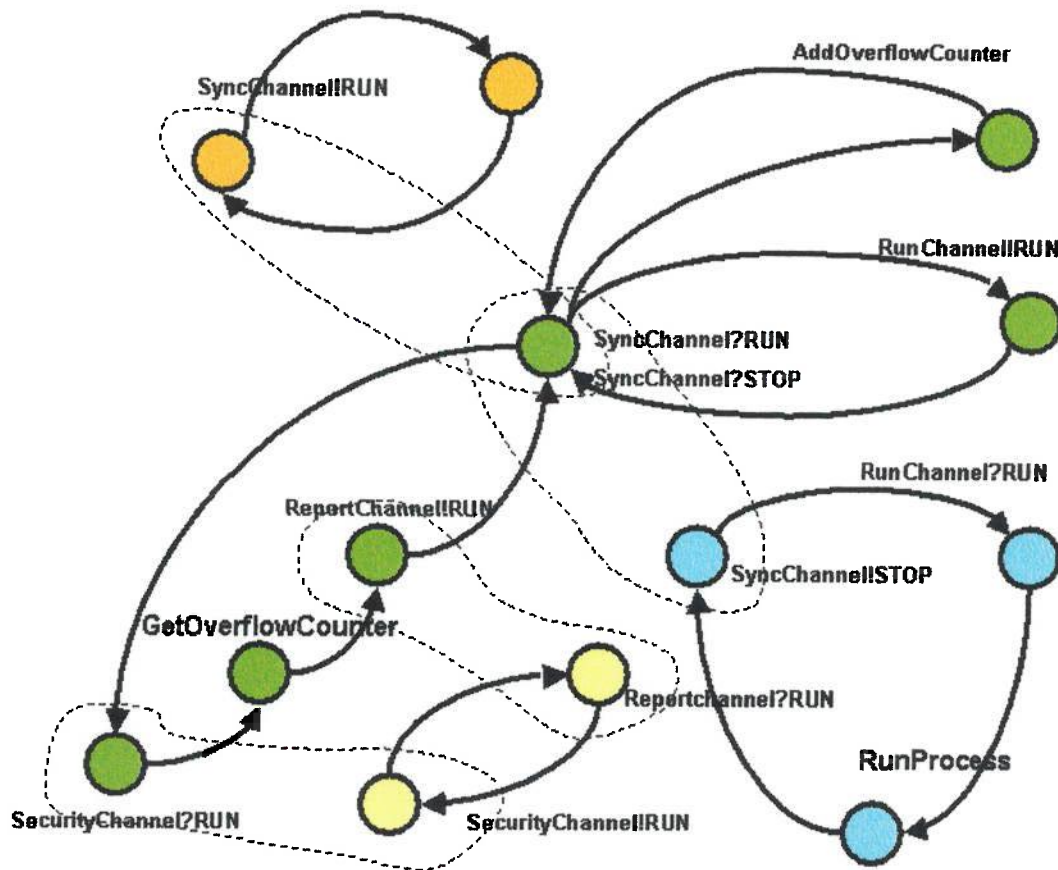 AddOverflowCounter
SyncChannel!RUN
RunChannel!RUN
SyncChannel?RUN
SyncChannel?STOP
RunChannel?RUN
ReportChannel!RUN
SyncChannel!STOP
GetOverflowCounter
Reportchannel?RUN
RunProcess
SecurityChannel?RUN
SecurityChannel!RUN